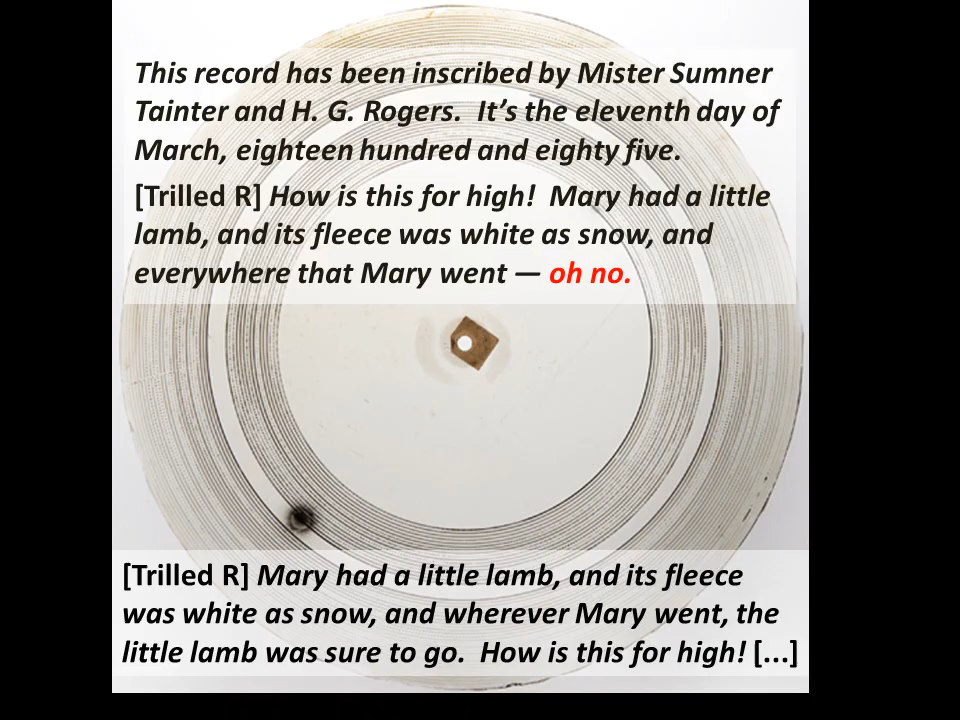 This record has been inscribed by Mister Sumner
Tainter and H. G. Rogers.  It’s the eleventh day of
March, eighteen hundred and eighty five.
[Trilled R] How is this for high!  Mary had a little
lamb, and its fleece was white as snow, and
everywhere that Mary went — oh no.
[Trilled R] Mary had a little lamb, and its fleece
was white as snow, and wherever Mary went, the
little lamb was sure to go.  How is this for high! [...]